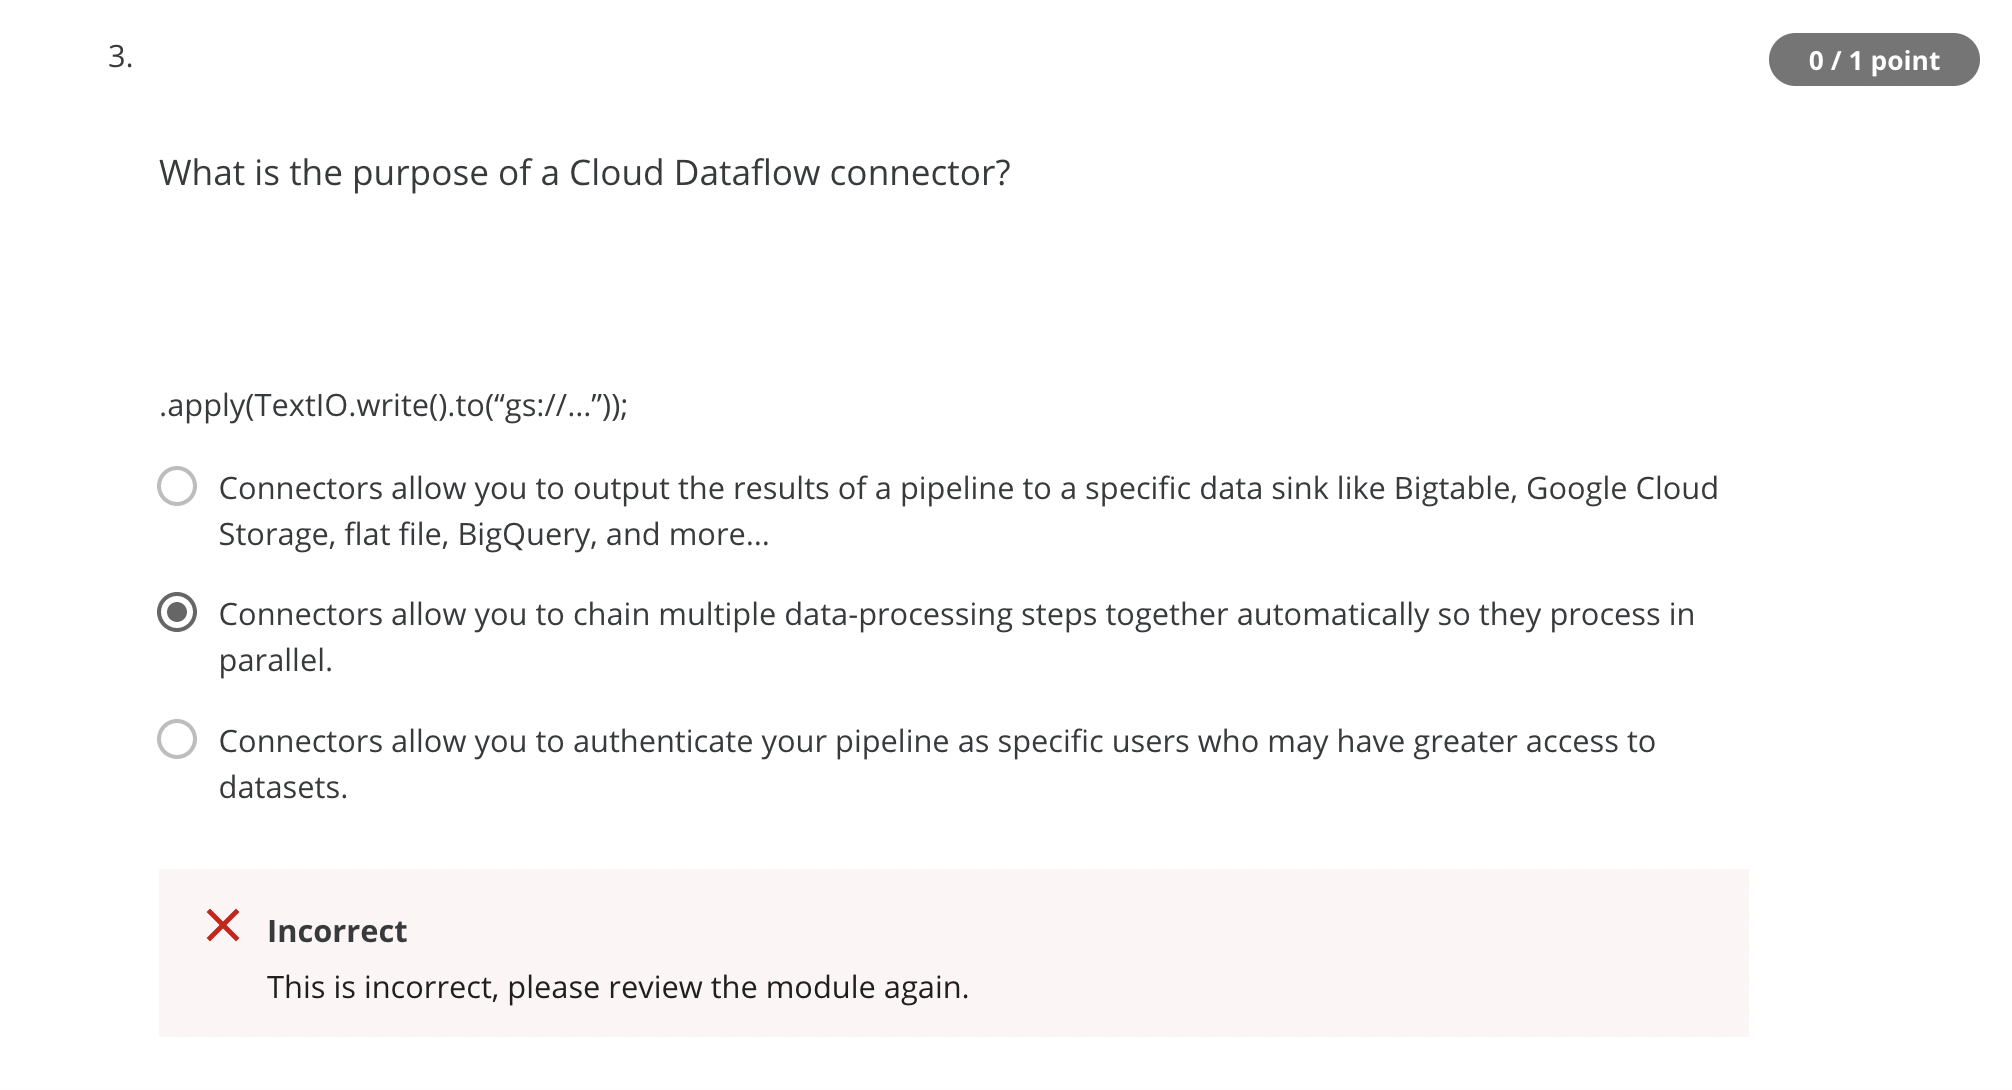 3.
0 / 1 point
What is the purpose of a Cloud Dataflow connector?
.apply(TextIO.write().to(“gs://...”));
Connectors allow you to output the results of a pipeline to a specific data sink like Bigtable, Google Cloud
Storage, flat file, BigQuery, and more...
Connectors allow you to chain multiple data-processing steps together automatically so they process in
parallel.
Connectors allow you to authenticate your pipeline as specific users who may have greater access to
datasets.
Incorrect
This is incorrect, please review the module again.